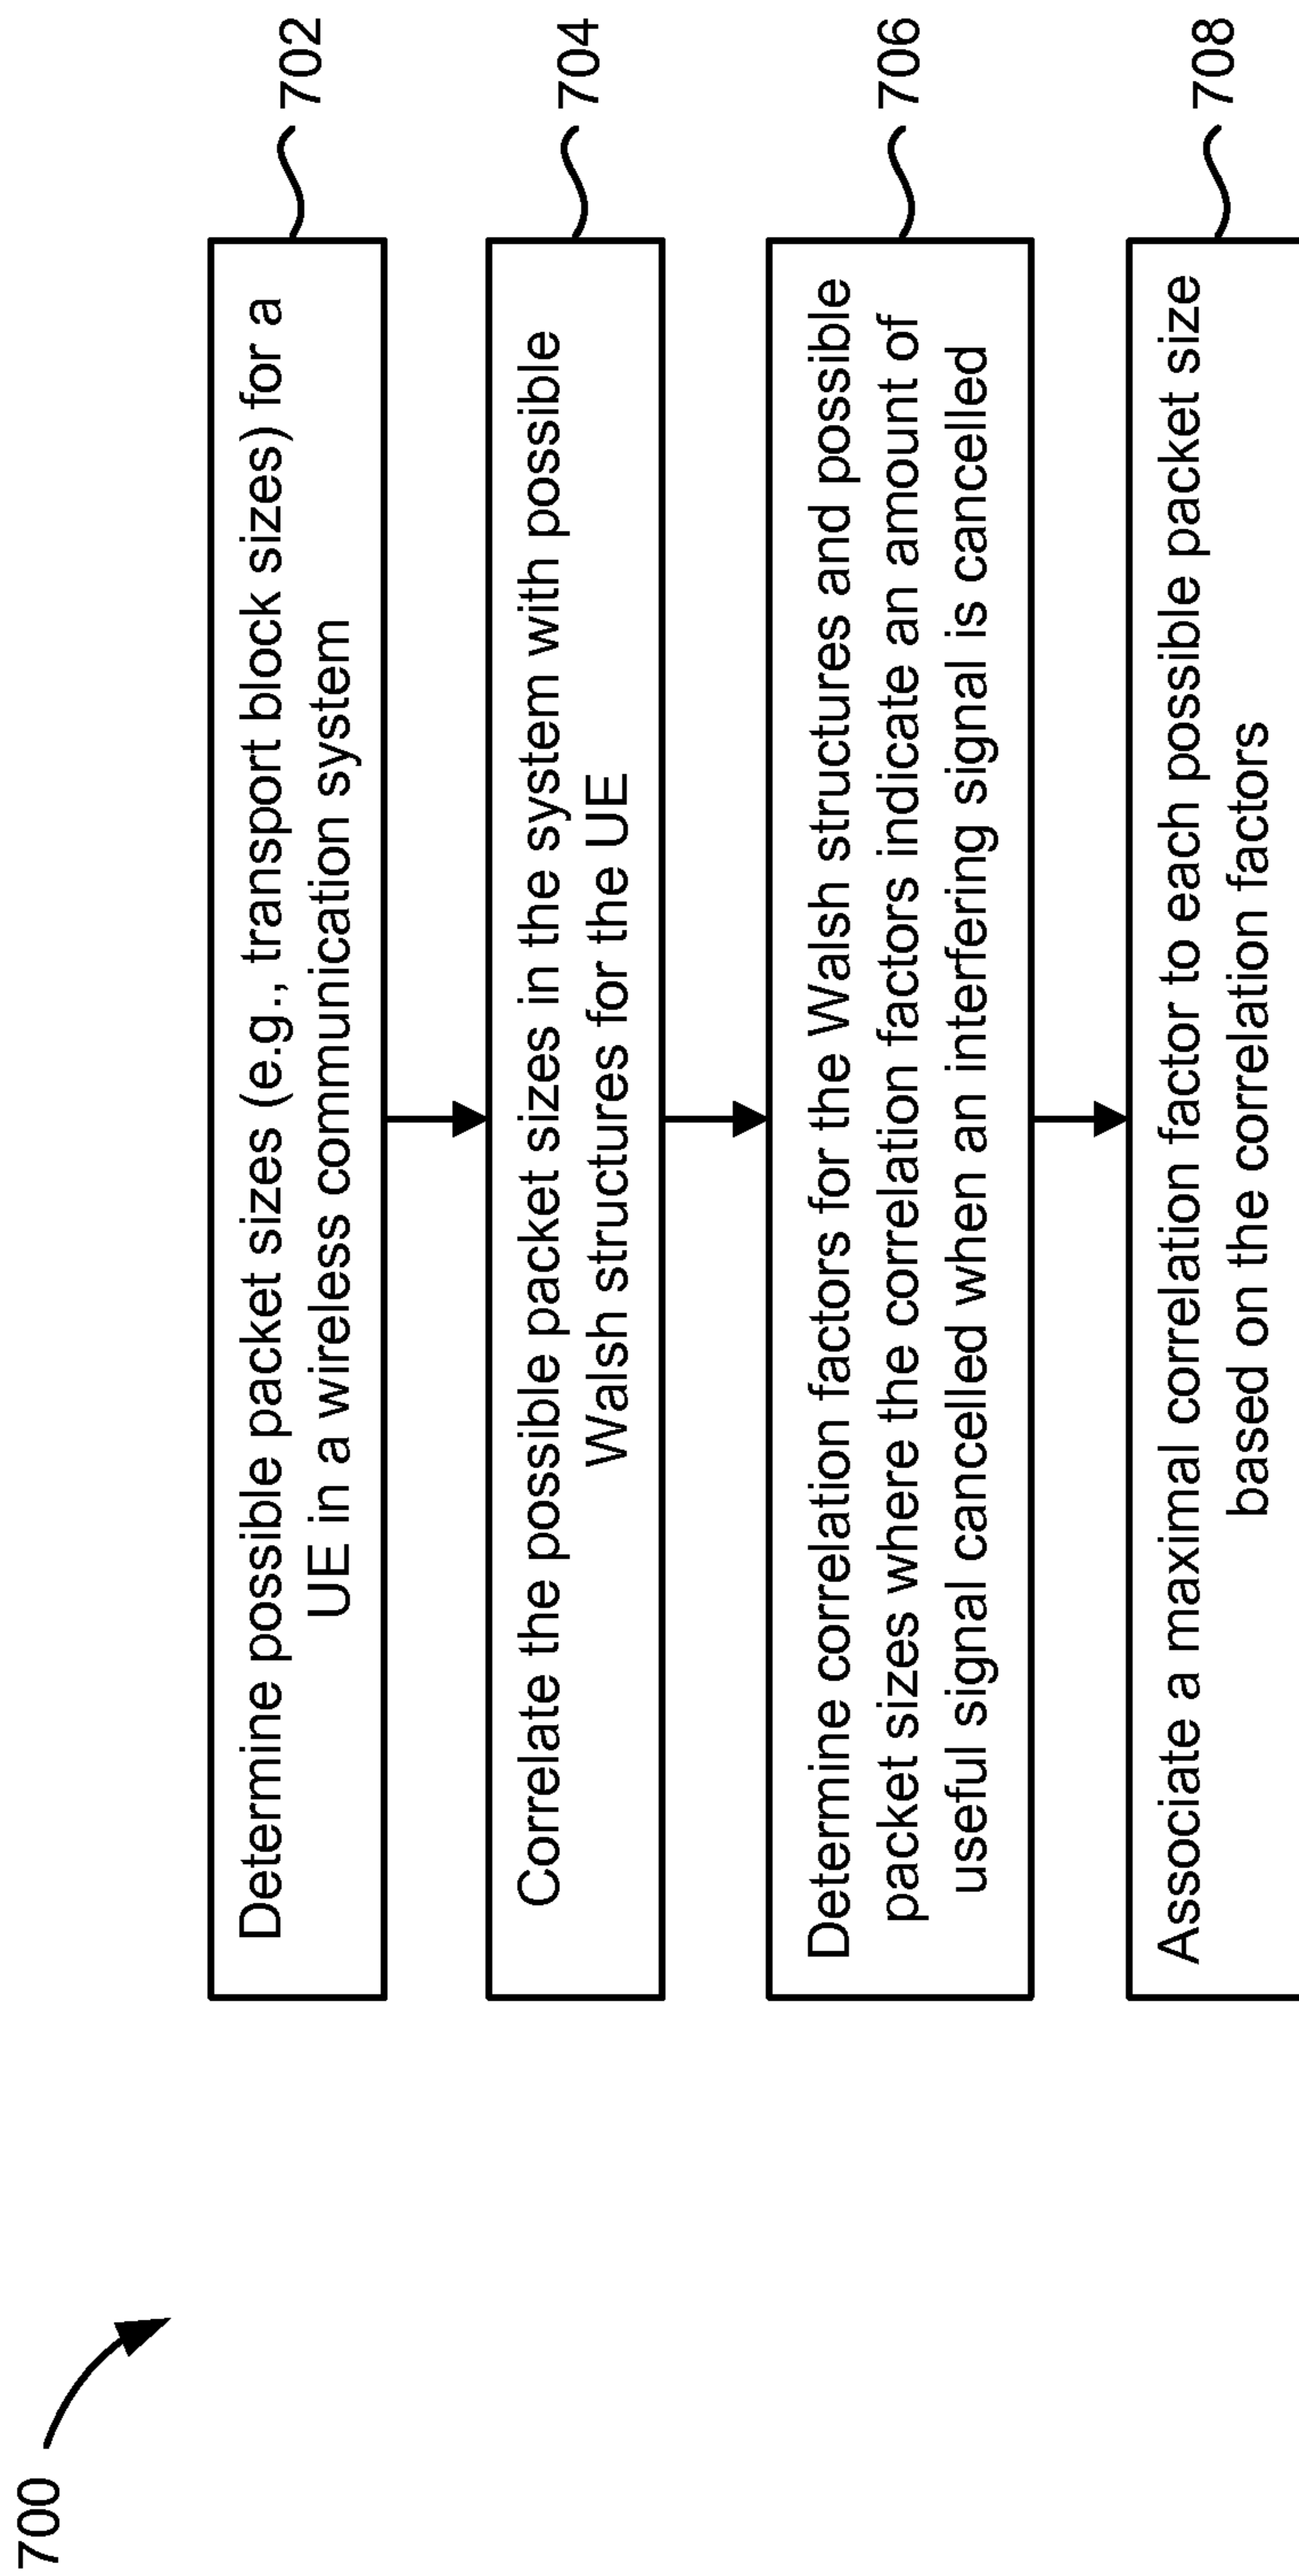 700
Determine possible packet sizes (e.g., transport block sizes) for a
UE in a wireless communication system
702
Correlate the possible packet sizes in the system with possible
Walsh structures for the UE
704
Determine correlation factors for the Walsh structures and possible
packet sizes where the correlation factors indicate an amount of
useful signal cancelled when an interfering signal is cancelled
706
Associate a maximal correlation factor to each possible packet size
based on the correlation factors
708